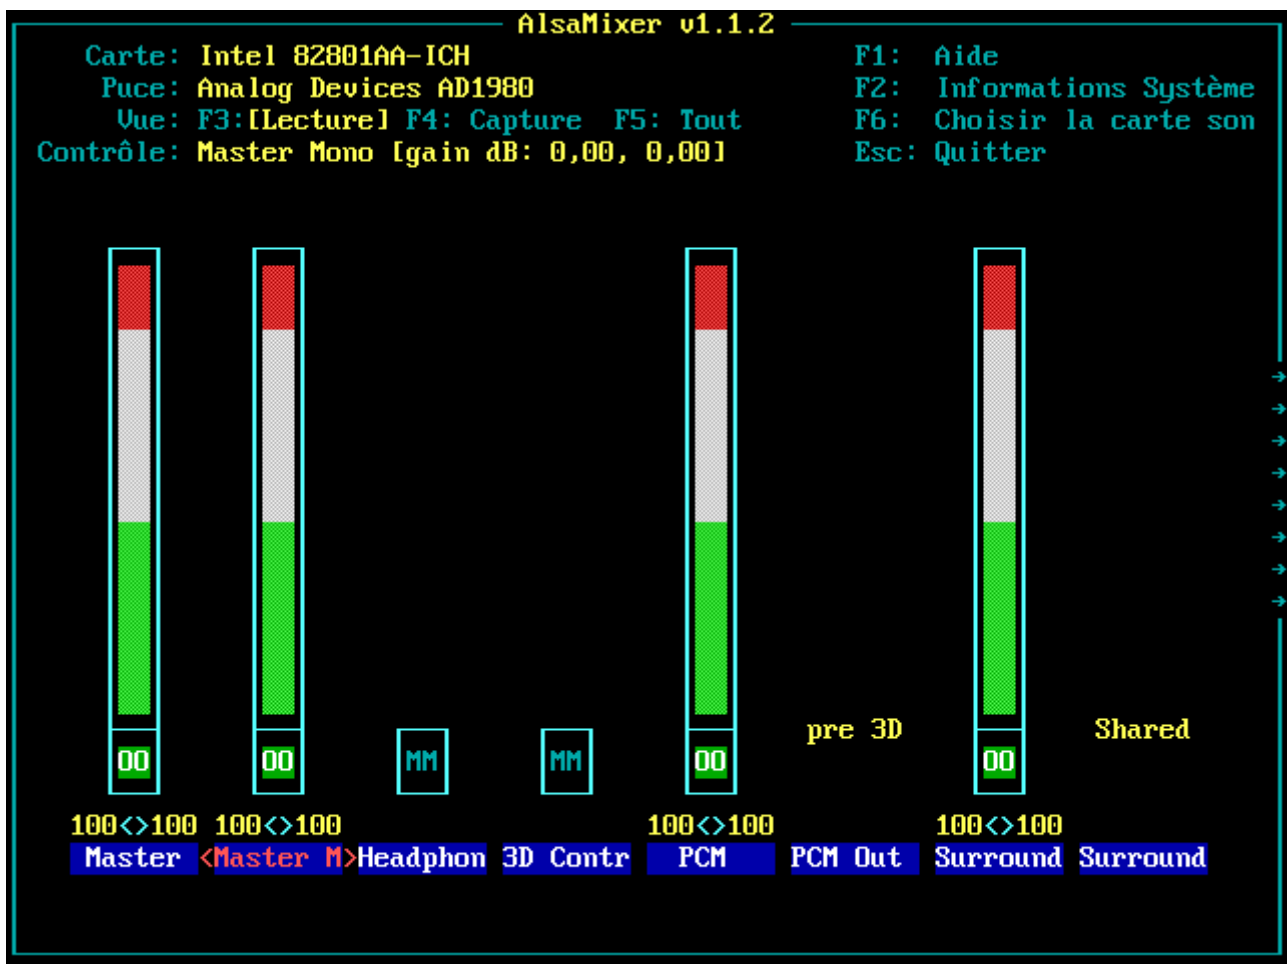 AlsaMixer v1.1.2
Carte: Intel 82801AA-ICH F1: Aide
Puce: Analog Devices AD1980 F2: Informations Système
Vue: F3:[Lecture] F4: Capture F5: Tout F6: Choisir la carte son
Contrôle: Master Mono [gain dB: 0,00, 0,00] Esc: Quitter
→
→
→
→
→
→
→
→
pre 3D Shared
OO OO MM MM OO OO
100<>100 100<>100 100<>100 100<>100
Master <Master M>Headphon 3D Contr PCM PCM Out Surround Surround